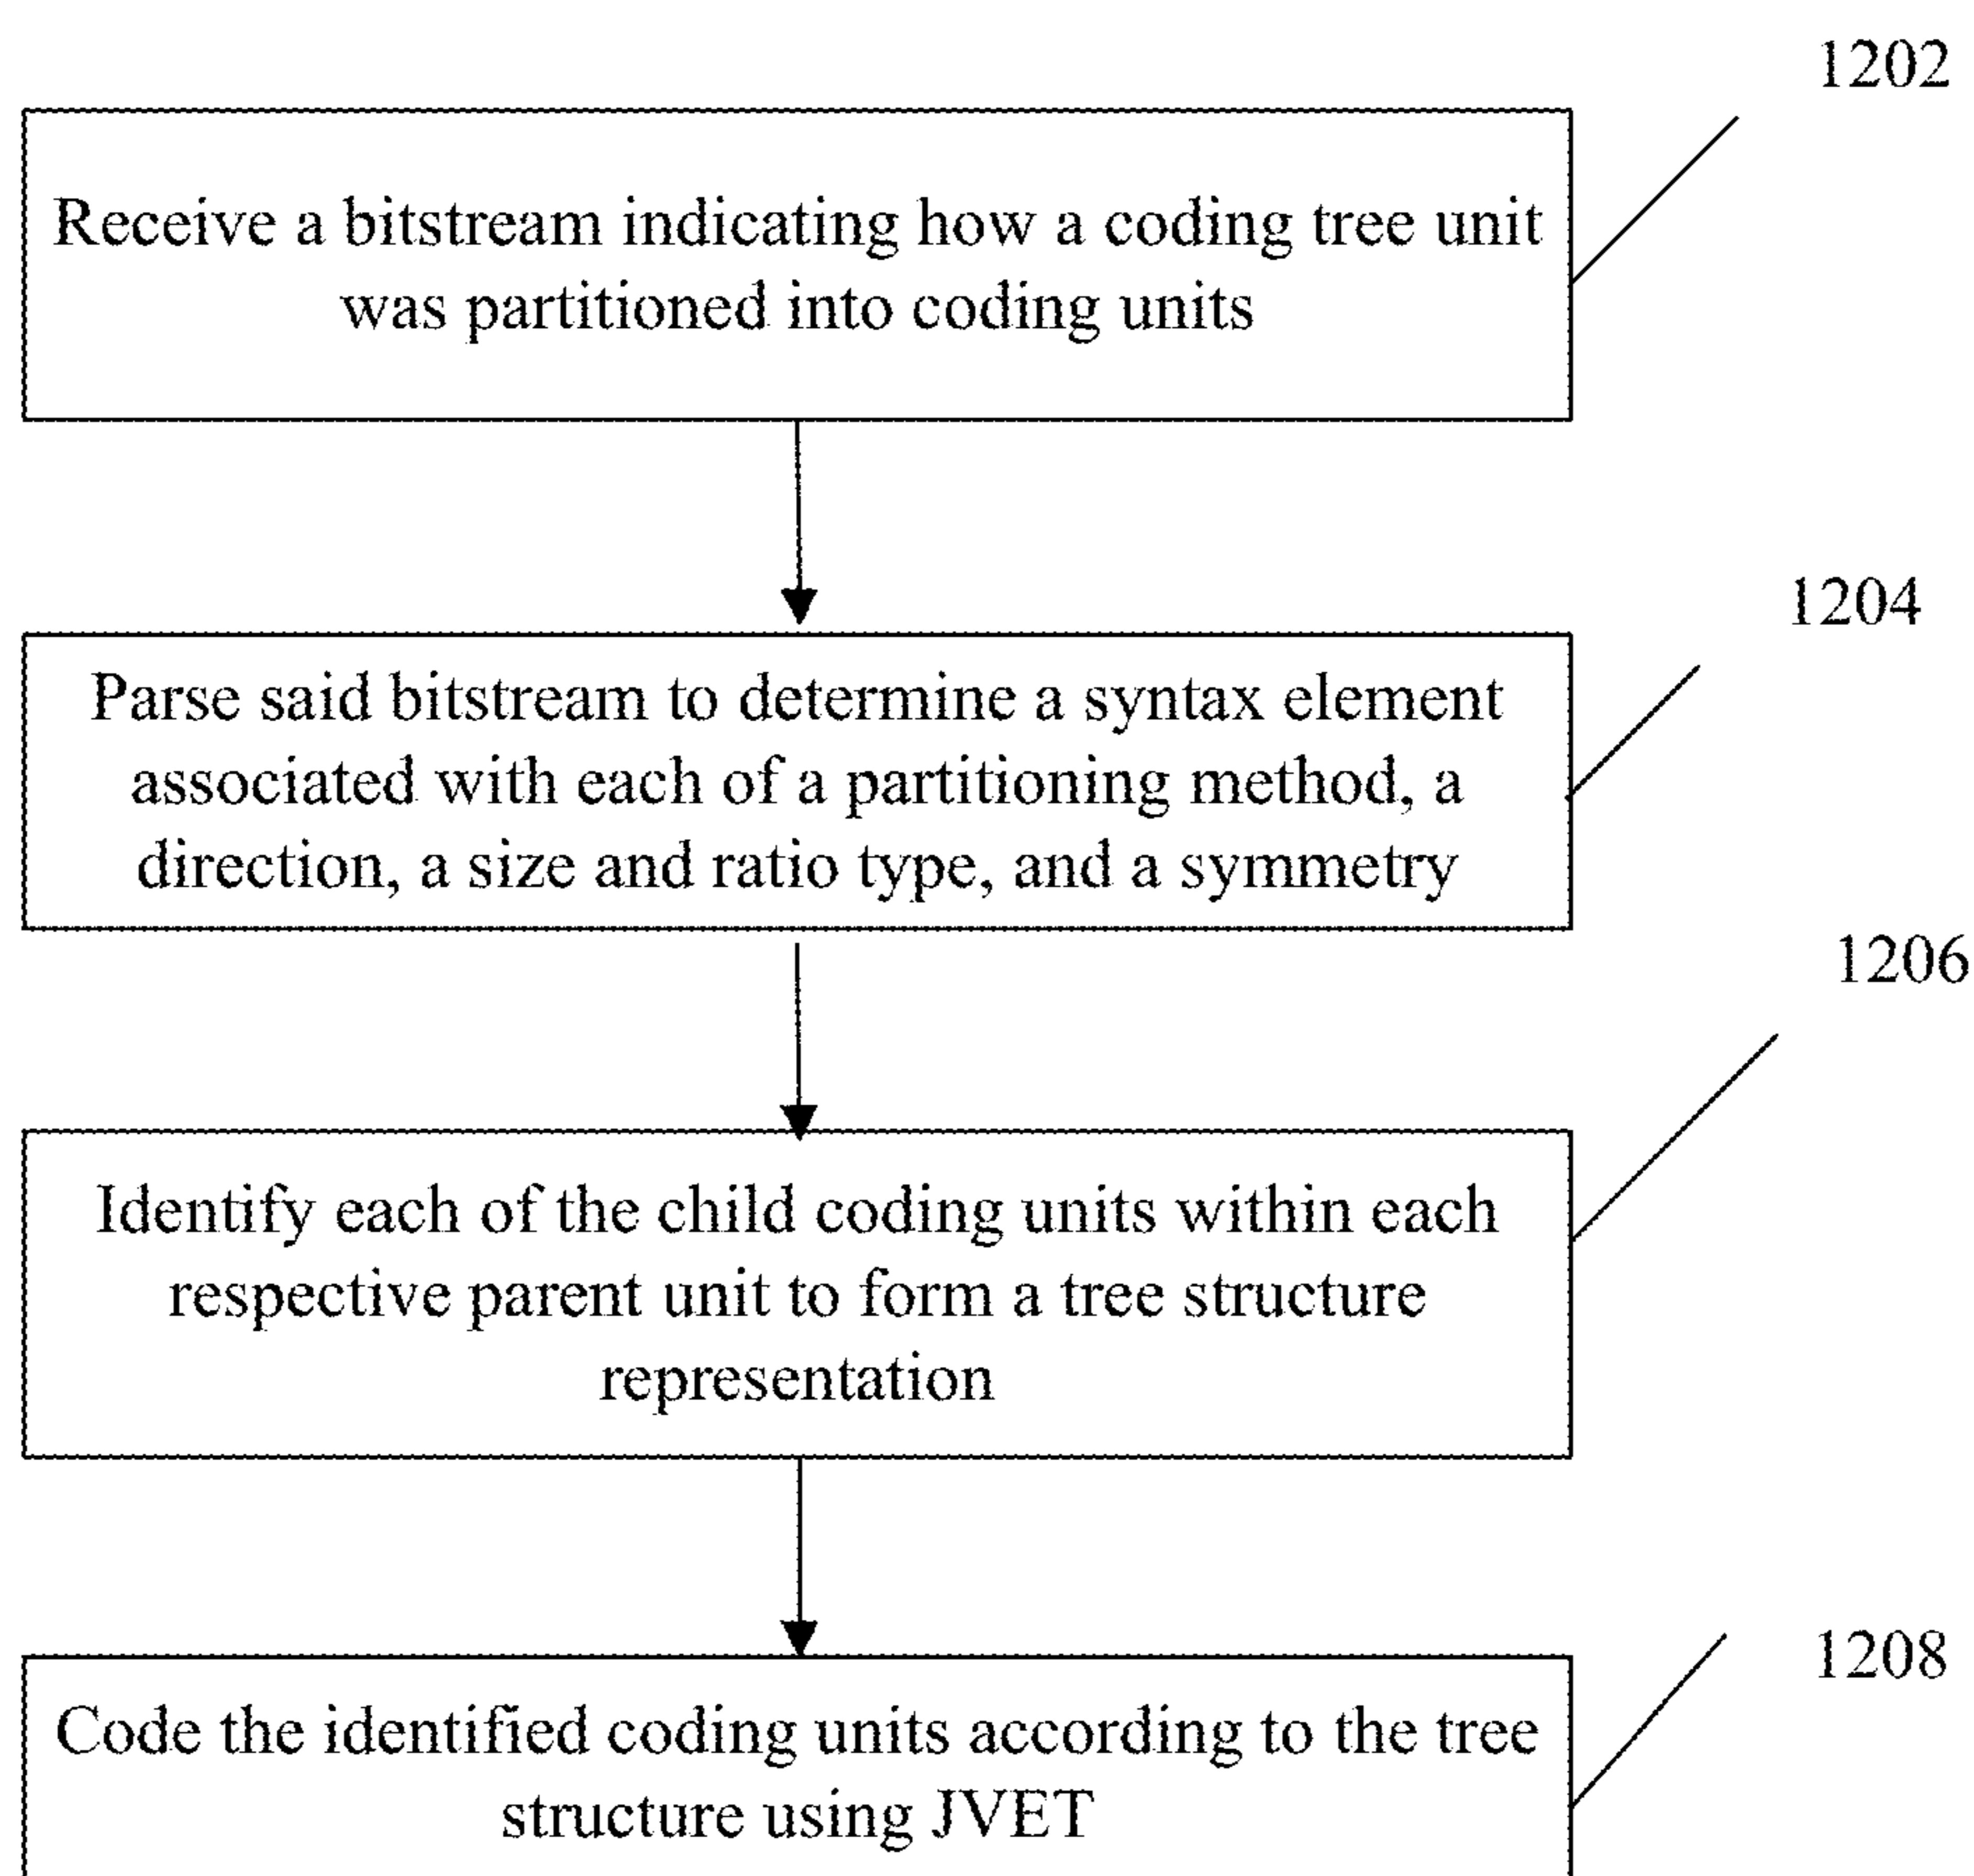 1202
Receive a bitstream indicating how a coding tree unit
was partitioned into coding units
1204
Parse said bitstream to determine a syntax element
associated with each of a partitioning method, a
direction, a size and ratio type, and a symmetry
1206
Identify each of the child coding units within each
respective parent unit to form a tree structure
representation
1208
Code the identified coding units according to the tree
structure using JVET